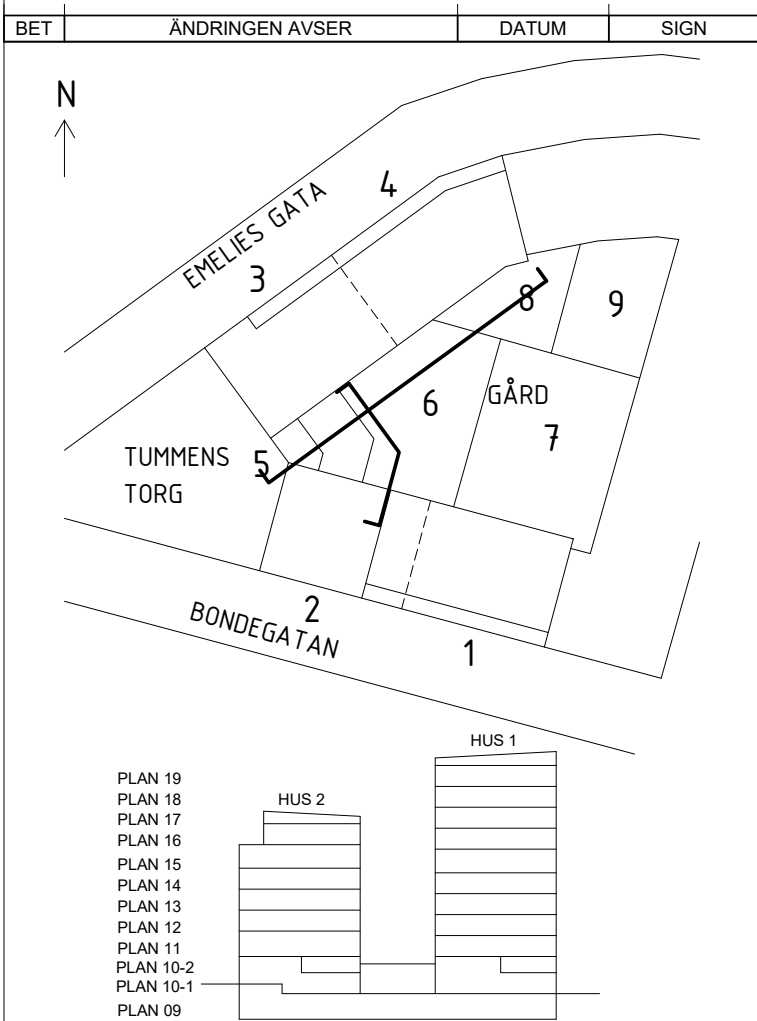 BET ÄNDRINGEN AVSER DATUM SIGN
N
4
EMELIES GATA
3
8
9
6
GÅRD
7
TUMMENS
TORG
5
2
BONDEGATAN
1
HUS 1
PLAN 19
PLAN 18
HUS 2
PLAN 17
PLAN 16
PLAN 15
PLAN 14
PLAN 13
PLAN 12
PLAN 11
PLAN 10-2
PLAN 10-1
PLAN 09